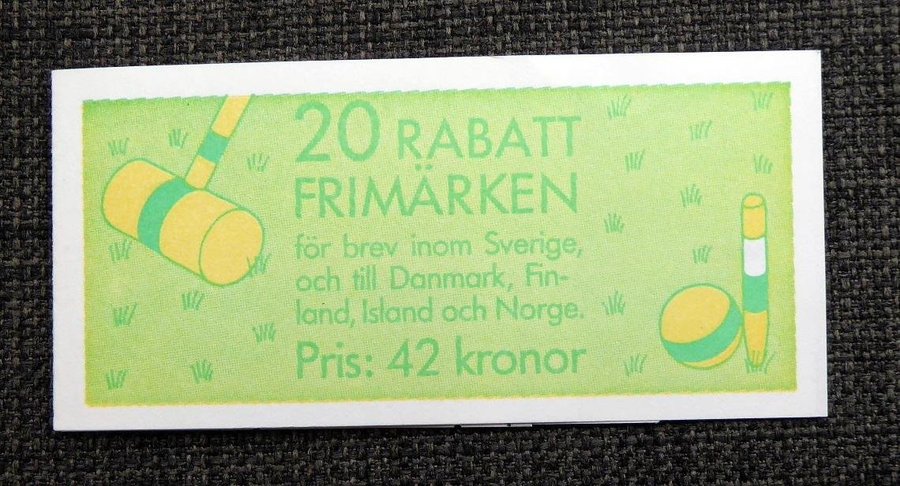 20 RABATT
FRIMÄRKEN
för brev inom Sverige,
och till Danmark, Fin-
land, Island och Norge.
Pris: 42 kronor